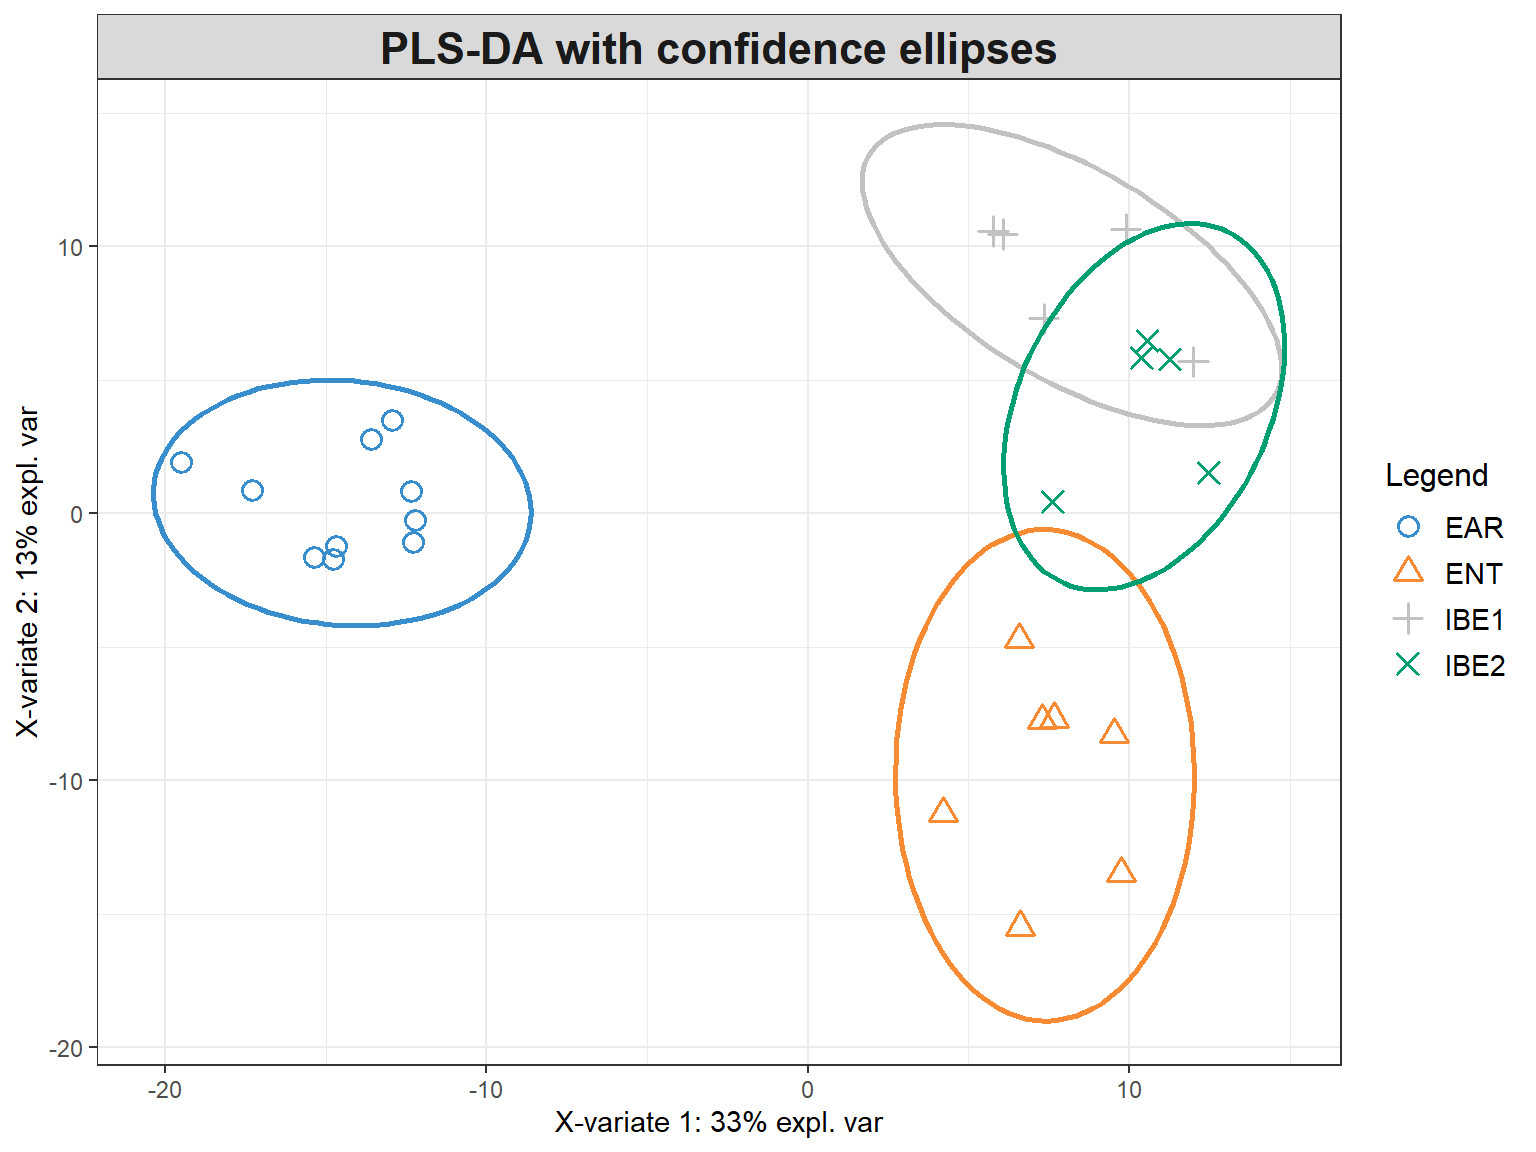 PLS-DA with confidence ellipses
X-variate 2: 13% expl. var
10
0
-10
-20
-20
-10
0
10
X-variate 1: 33% expl. var
Legend
EAR
ENT
IBE1
IBE2